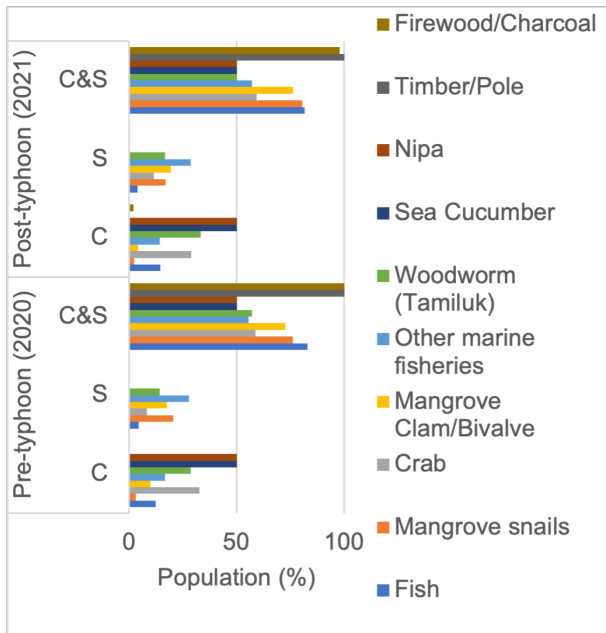 Post-typhoon (2021)
C&S
S
C
Pre-typhoon (2020)
C&S
S
C
0
50
100
Population (%)
Firewood/Charcoal
Timber/Pole
Nipa
Sea Cucumber
Woodworm
(Tamiluk)
Other marine
fisheries
Mangrove
Clam/Bivalve
Crab
Mangrove snails
Fish